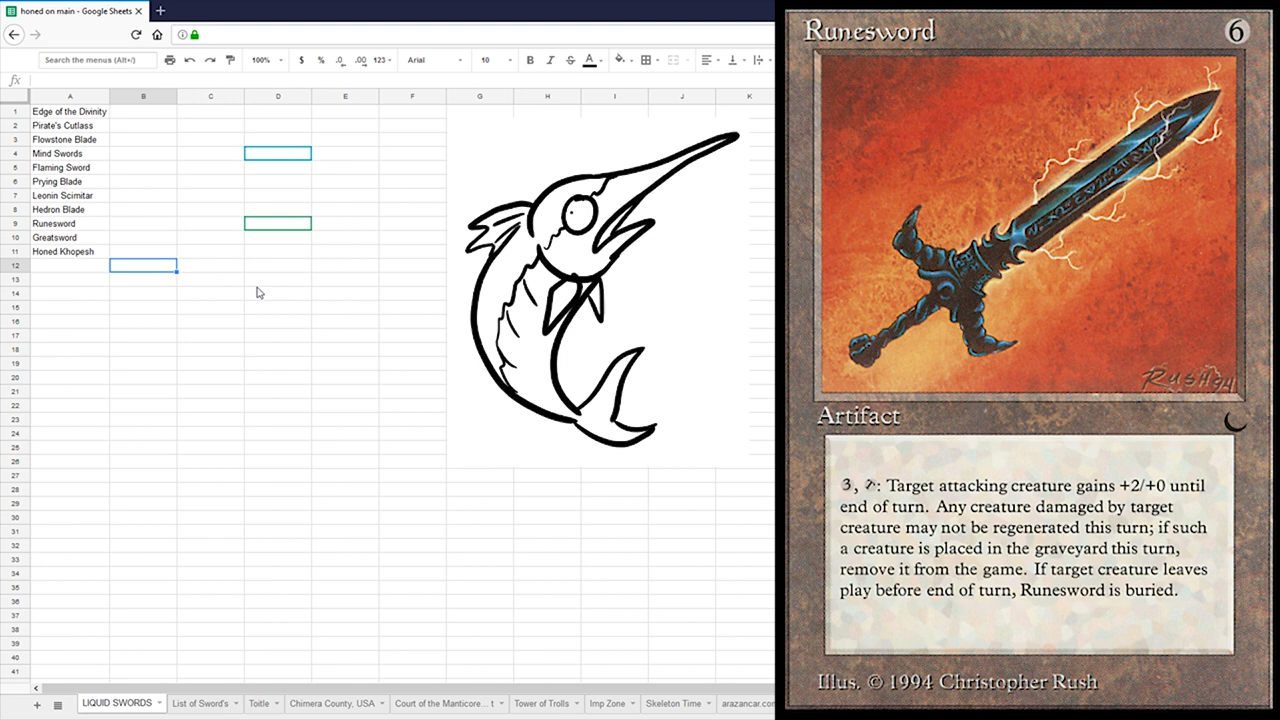 honed on main - Google Sheets
Search the menus (Alt+/)
100%
$ % .0 .00 123
Arial
10
B I S A
fx
A B C D E F G H I J K
1 Edge of the Divinity
2 Pirate's Cutlass
3 Flowstone Blade
4 Mind Swords
5 Flaming Sword
6 Prying Blade
7 Leonin Scimitar
8 Hedron Blade
9 Runesword
10 Greatsword
11 Honed Khopesh
12
13
14
15
16
17
18
19
20
21
22
23
24
25
26
27
28
29
30
31
32
33
34
35
36
37
38
39
40
41
LIQUID SWORDS List of Sword's Toitle Chimera County, USA Court of the Manticore... t Tower of Trolls Imp Zone Skeleton Time arazancar.com
Runesword 6
RUSH 94
Artifact
3, T: Target attacking creature gains +2/+0 until
end of turn. Any creature damaged by target
creature may not be regenerated this turn; if such
a creature is placed in the graveyard this turn,
remove it from the game. If target creature leaves
play before end of turn, Runesword is buried.
Illus. © 1994 Christopher Rush